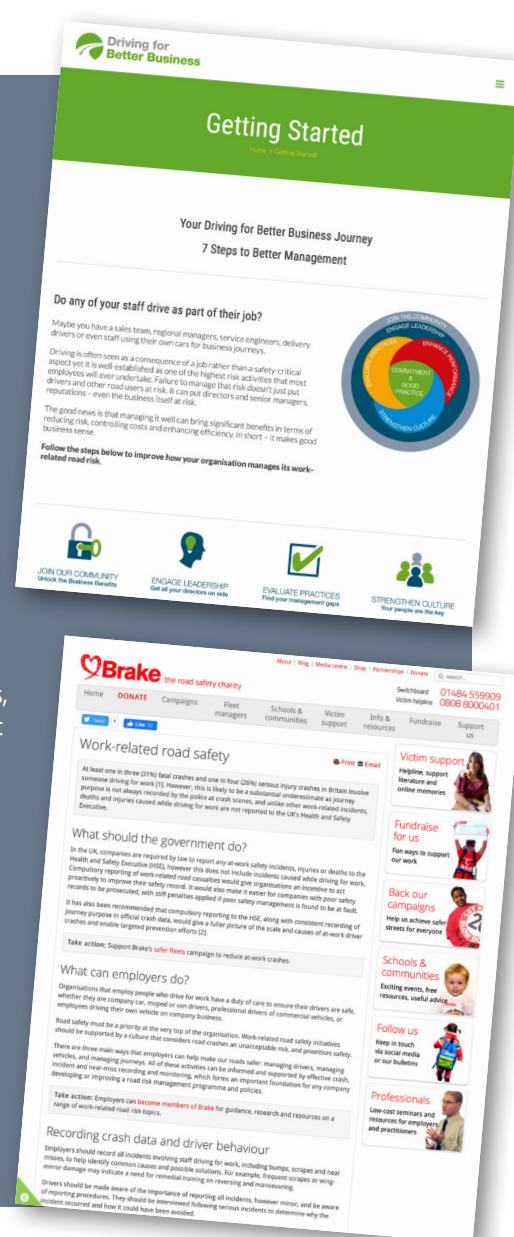 Driving for
Better Business
Getting Started
Home > Getting Started
Your Driving for Better Business Journey
7 Steps to Better Management
Do any of your staff drive as part of their job?
Maybe you have a sales team, regional managers, service engineers, delivery
drivers or even staff using their own cars for business journeys.
Driving is often seen as a consequence of a job rather than a safety-critical
aspect yet it is well-established as one of the highest risk activities that most
employees will ever undertake. Failure to manage that risk doesn't just put
drivers and other road users at risk. It can put directors and senior managers,
reputations – even the business itself at risk.
The good news is that managing it well can bring significant benefits in terms of
reducing risk, controlling costs and enhancing efficiency. In short – it makes good
business sense.
Follow the steps below to improve how your organisation manages its work-
related road risk.
JOIN THE COMMUNITY
ENGAGE LEADERSHIP
EVALUATE PRACTICES
ENHANCE PERFORMANCE
COMMITMENT
&
GOOD
PRACTICE
STRENGTHEN CULTURE
JOIN OUR COMMUNITY
Unlock the Business Benefits
ENGAGE LEADERSHIP
Get all your directors on side
EVALUATE PRACTICES
Find your management gaps
STRENGTHEN CULTURE
Your people are the key
s,
t
Brake the road safety charity
About | Blog | Media centre | Shop | Partnerships | Donate
search...
Switchboard 01484 559909
Victim helpline 0808 8000401
Home
DONATE
Campaigns
Fleet
managers
Schools &
communities
Victim
support
Info &
resources
Fundraise
Support
us
Tweet
1
Like 10
Work-related road safety
Print Email
At least one in three (31%) fatal crashes and one in four (26%) serious injury crashes in Britain involve
someone driving for work [1]. However, this is likely to be a substantial underestimate as journey
purpose is not always recorded by the police at crash scenes, and unlike other work-related incidents,
deaths and injuries caused while driving for work are not reported to the UK's Health and Safety
Executive.
What should the government do?
In the UK, companies are required by law to report any at-work safety incidents, injuries or deaths to the
Health and Safety Executive (HSE), however this does not include incidents caused while driving for work.
Compulsory reporting of work-related road casualties would give organisations an incentive to act
proactively to improve their safety record. It would also make it easier for companies with poor safety
records to be prosecuted, with stiff penalties applied if poor safety management is found to be at fault.
It has also been recommended that compulsory reporting to the HSE, along with consistent recording of
journey purpose in official crash data, would give a fuller picture of the scale and causes of at-work driver
crashes and enable targeted prevention efforts [2].
Take action: Support Brake's safer fleets campaign to reduce at-work crashes.
What can employers do?
Organisations that employ people who drive for work have a duty of care to ensure their drivers are safe,
whether they are company car, moped or van drivers, professional drivers of commercial vehicles, or
employees driving their own vehicle on company business.
Road safety must be a priority at the very top of the organisation. Work-related road safety initiatives
should be supported by a culture that considers road crashes an unacceptable risk, and prioritises safety.
There are three main ways that employers can help make our roads safer: managing drivers, managing
vehicles, and managing journeys. All of these activities can be informed and supported by effective crash,
incident and near-miss recording and monitoring, which forms an important foundation for any company
developing or improving a road risk management programme and policies.
Take action: Employers can become members of Brake for guidance, research and resources on a
range of work-related road risk topics.
Recording crash data and driver behaviour
Employers should record all incidents involving staff driving for work, including bumps, scrapes and near
misses, to help identify common causes and possible solutions. For example, frequent scrapes or wing-
mirror damage may indicate a need for remedial training on reversing and manouvring.
Drivers should be made aware of the importance of reporting all incidents, however minor, and be aware
of reporting procedures. They should be interviewed following serious incidents to determine why the
incident occurred and how it could have been avoided.
Victim support
Helpline, support
literature and
online memories
Fundraise
for us
Fun ways to support
our work
Back our
campaigns
Help us achieve safer
streets for everyone
Schools &
communities
Exciting events, free
resources, useful advice
Follow us
Keep in touch
via social media
or our bulletins
Professionals
Low-cost seminars and
resources for employers
and practitioners